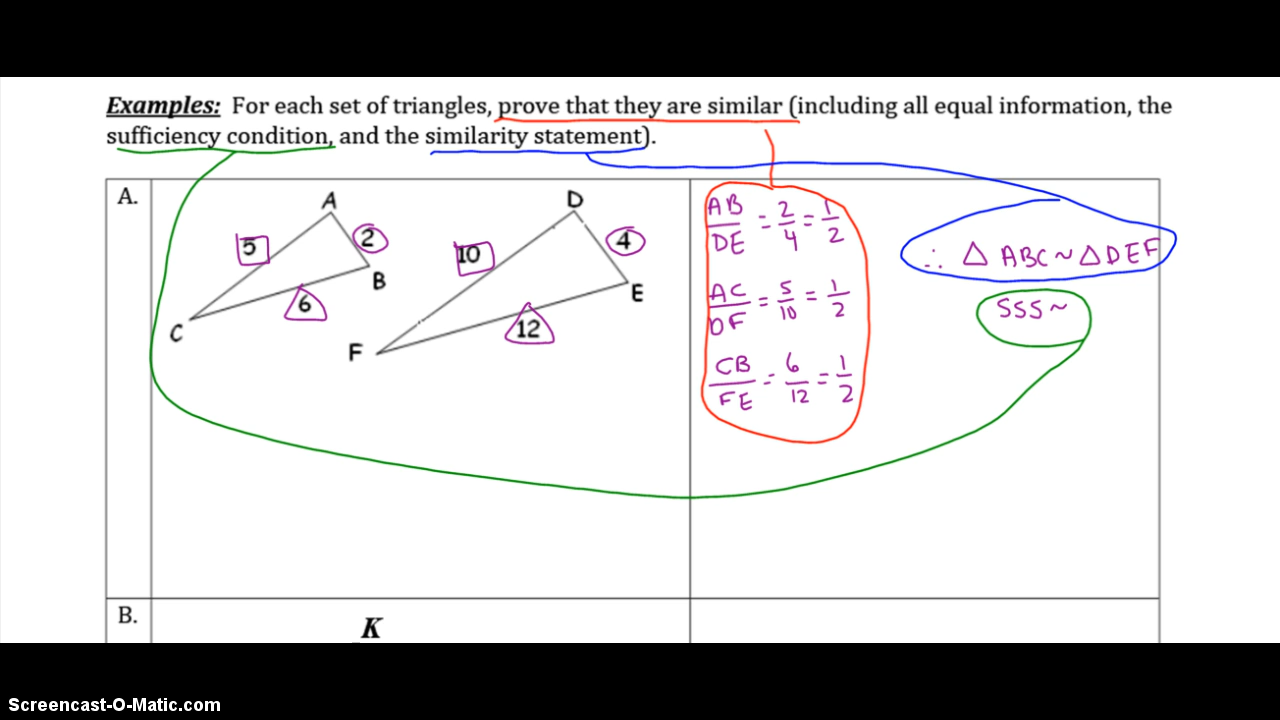 Examples: For each set of triangles, prove that they are similar (including all equal information, the
sufficiency condition, and the similarity statement).
A.
A
D
5
2
10
4
B
E
6
12
C
F
AB/DE = 2/4 = 1/2
AC/DF = 5/10 = 1/2
CB/FE = 6/12 = 1/2
∴ △ ABC ~ △ DEF
SSS ~
B.
K
Screencast-O-Matic.com